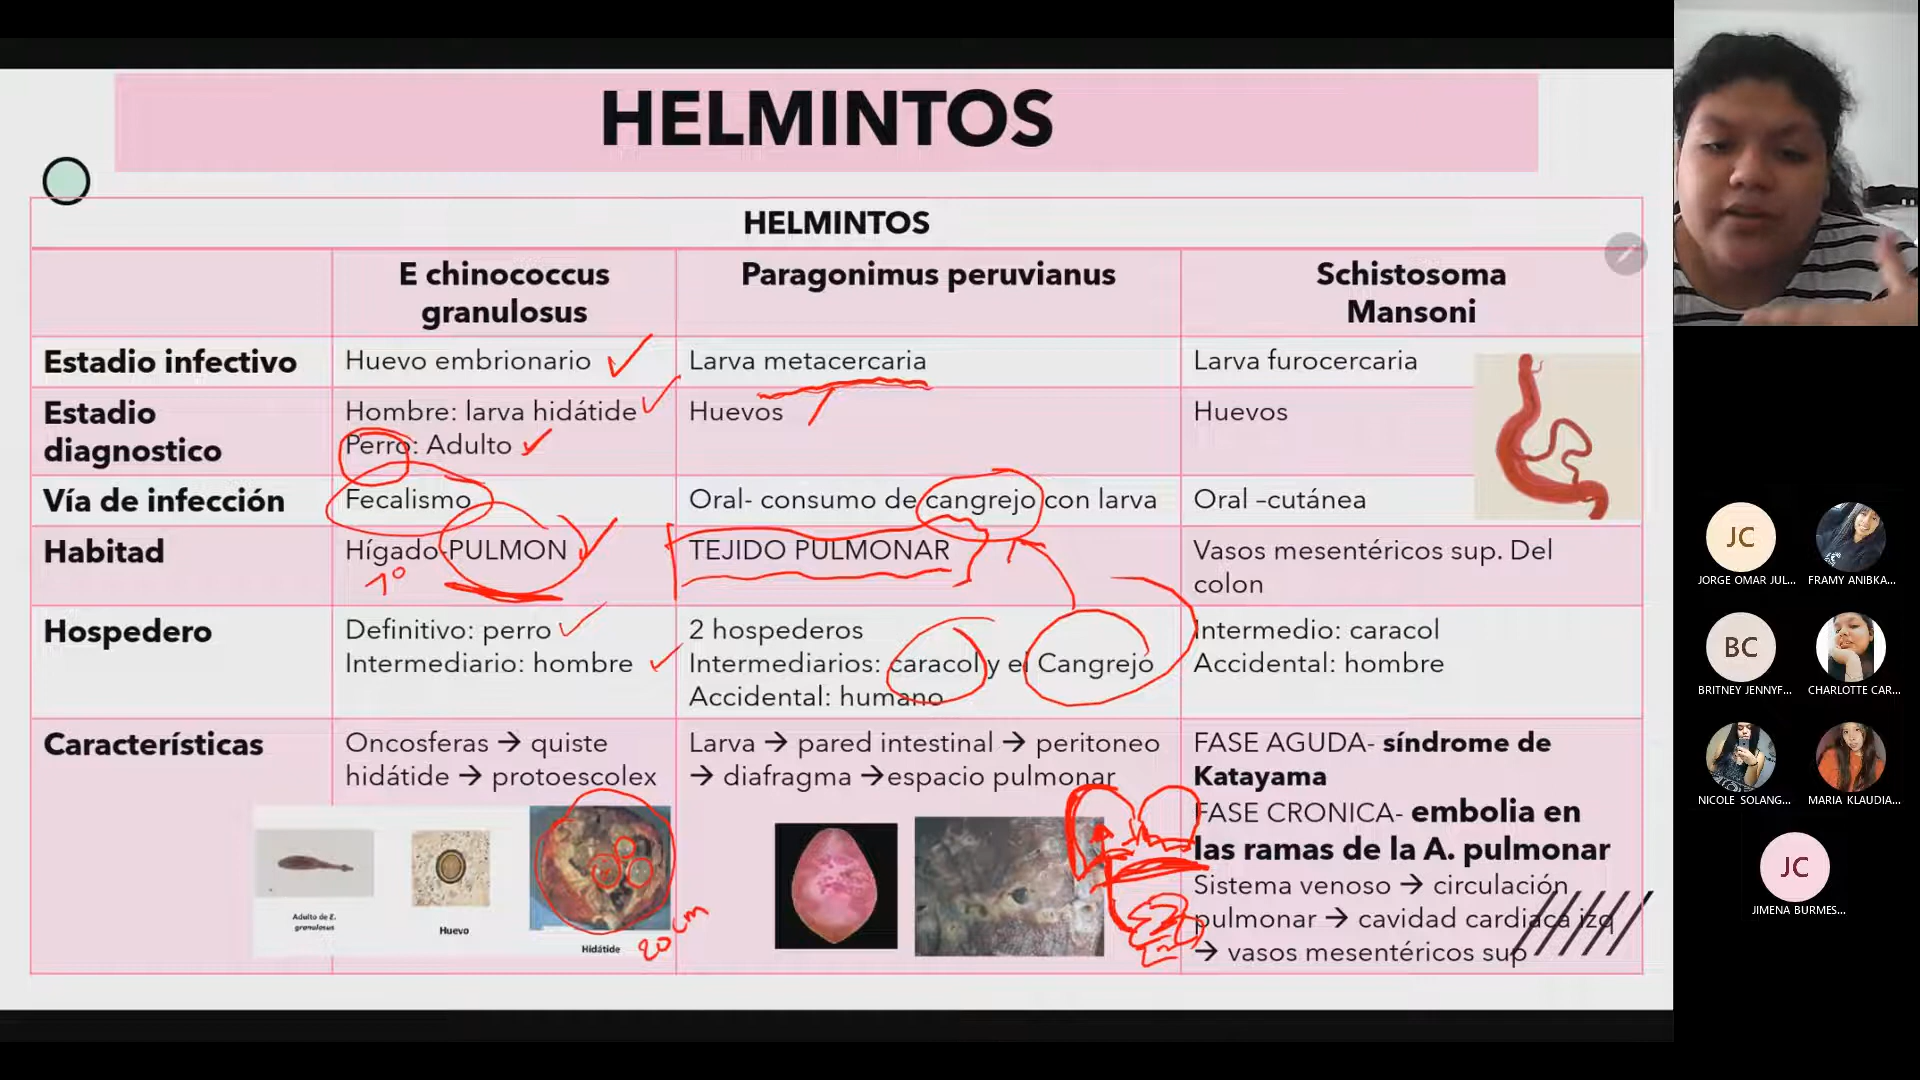 HELMINTOS
HELMINTOS
E chinococcus
granulosus
Paragonimus peruvianus
Schistosoma
Mansoni
Estadio infectivo
Huevo embrionario
Larva metacercaria
Larva furocercaria
Estadio
diagnostico
Hombre: larva hidátide
Perro: Adulto
Huevos
Huevos
Vía de infección
Fecalismo
Oral- consumo de cangrejo con larva
Oral –cutánea
Habitad
Hígado-PULMON
1º
TEJIDO PULMONAR
Vasos mesentéricos sup. Del
colon
Hospedero
Definitivo: perro
Intermediario: hombre
2 hospederos
Intermediarios: caracol y el Cangrejo
Accidental: humano
Intermedio: caracol
Accidental: hombre
Características
Oncosferas → quiste
hidátide → protoescolex
Larva → pared intestinal → peritoneo
→ diafragma →espacio pulmonar
FASE AGUDA- síndrome de
Katayama
FASE CRONICA- embolia en
las ramas de la A. pulmonar
Sistema venoso → circulación
pulmonar → cavidad cardiaca izq
→ vasos mesentéricos sup
Adulto de E.
granulosus
Huevo
Hidátide
20 cm
JC
JORGE OMAR JUL...
FRAMY ANIBKA...
BC
BRITNEY JENNYF...
CHARLOTTE CAR...
NICOLE SOLANG...
MARIA KLAUDIA...
JC
JIMENA BURMES...